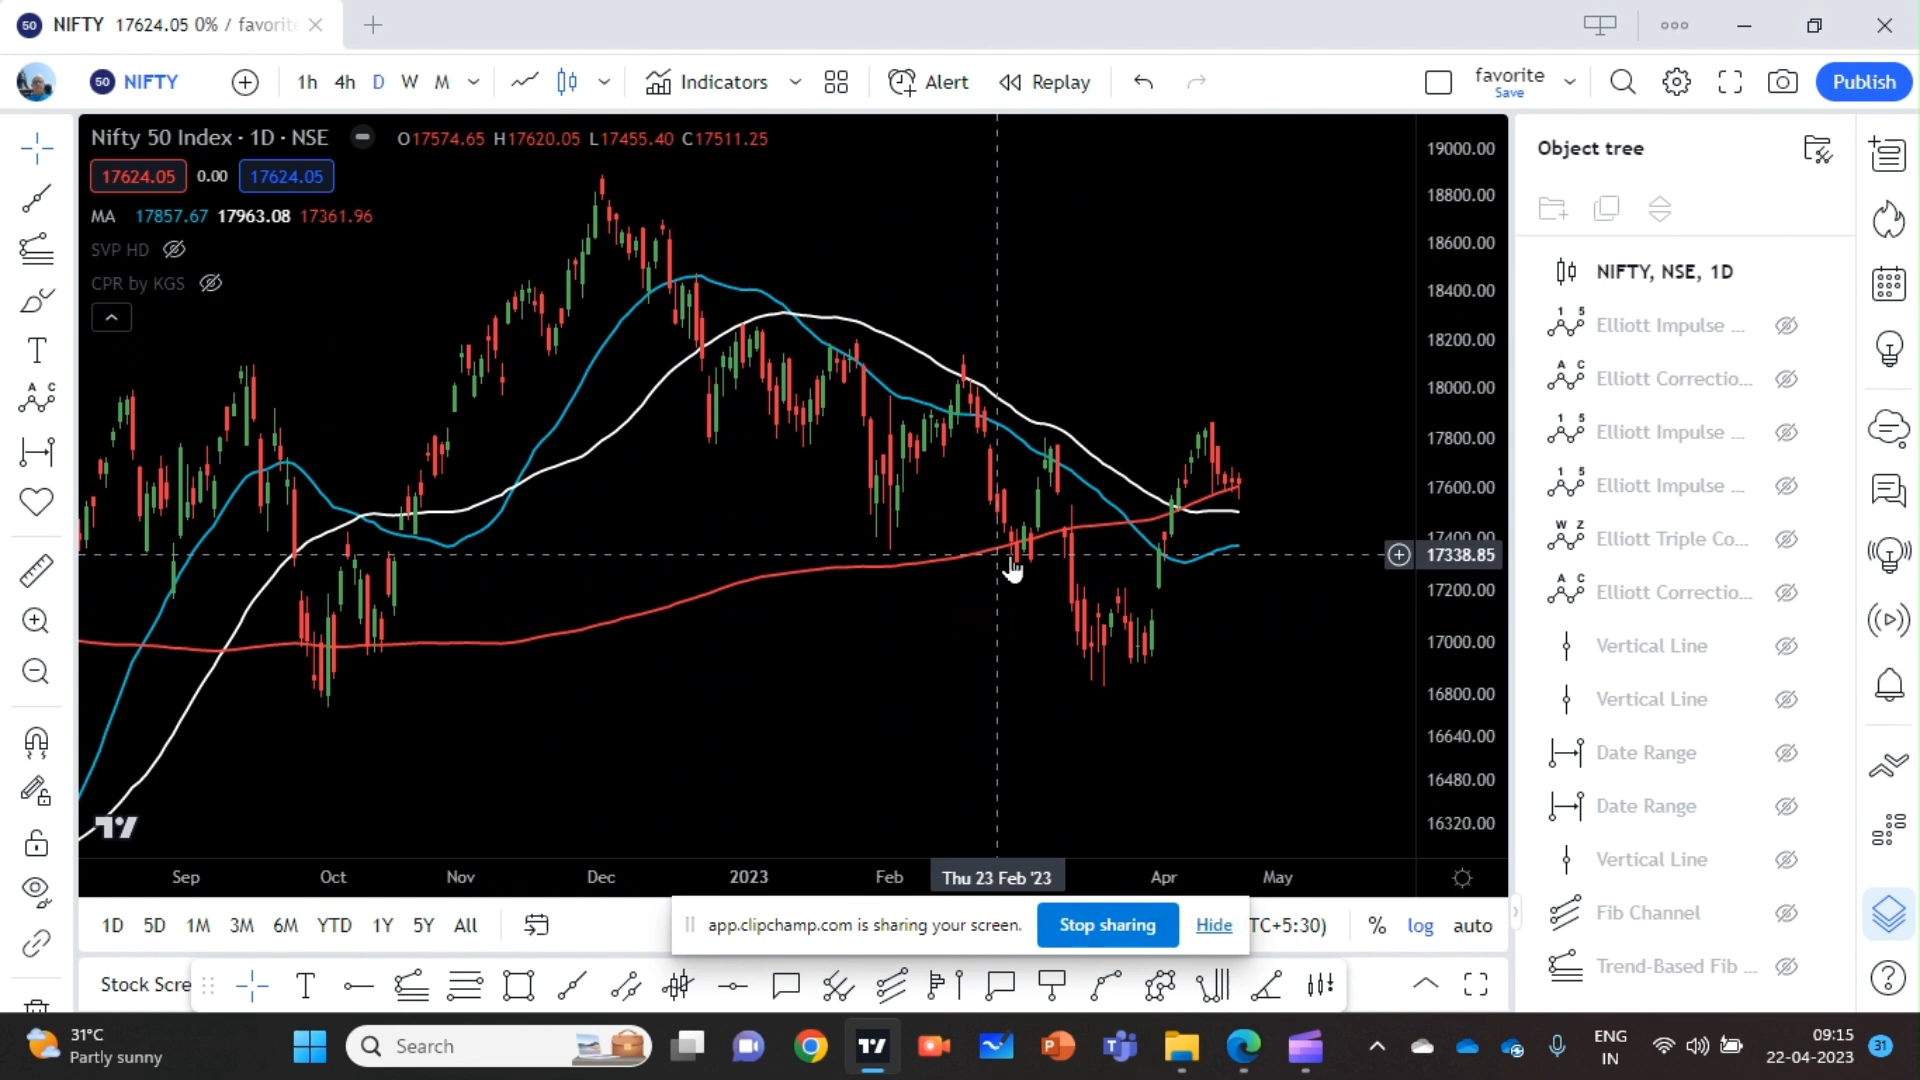 50 NIFTY 17624.05 0% / favorite
50 NIFTY 1h 4h D W M Indicators Alert Replay favorite Save Publish
Nifty 50 Index · 1D · NSE O17574.65 H17620.05 L17455.40 C17511.25
17624.05 0.00 17624.05
MA 17857.67 17963.08 17361.96
SVP HD
CPR by KGS
19000.00
18800.00
18600.00
18400.00
18200.00
18000.00
17800.00
17600.00
17400.00
17338.85
17200.00
17000.00
16800.00
16640.00
16480.00
16320.00
Sep Oct Nov Dec 2023 Feb Thu 23 Feb '23 Apr May
1D 5D 1M 3M 6M YTD 1Y 5Y All
app.clipchamp.com is sharing your screen. Stop sharing Hide
TC+5:30) % log auto
Stock Scre
Object tree
NIFTY, NSE, 1D
Elliott Impulse ...
Elliott Correctio...
Elliott Impulse ...
Elliott Impulse ...
Elliott Triple Co...
Elliott Correctio...
Vertical Line
Vertical Line
Date Range
Date Range
Vertical Line
Fib Channel
Trend-Based Fib ...
31°C
Partly sunny
Search
ENG
IN
09:15
22-04-2023
31